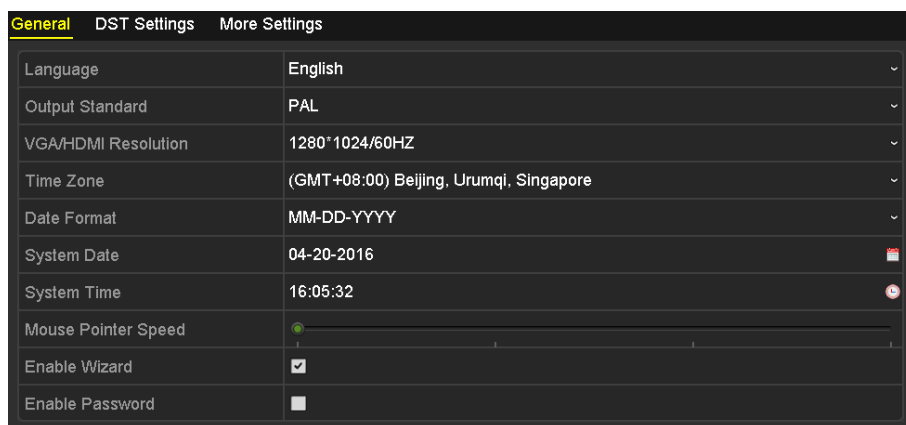 General DST Settings More Settings
Language English
Output Standard PAL
VGA/HDMI Resolution 1280*1024/60HZ
Time Zone (GMT+08:00) Beijing, Urumqi, Singapore
Date Format MM-DD-YYYY
System Date 04-20-2016
System Time 16:05:32
Mouse Pointer Speed
Enable Wizard
Enable Password